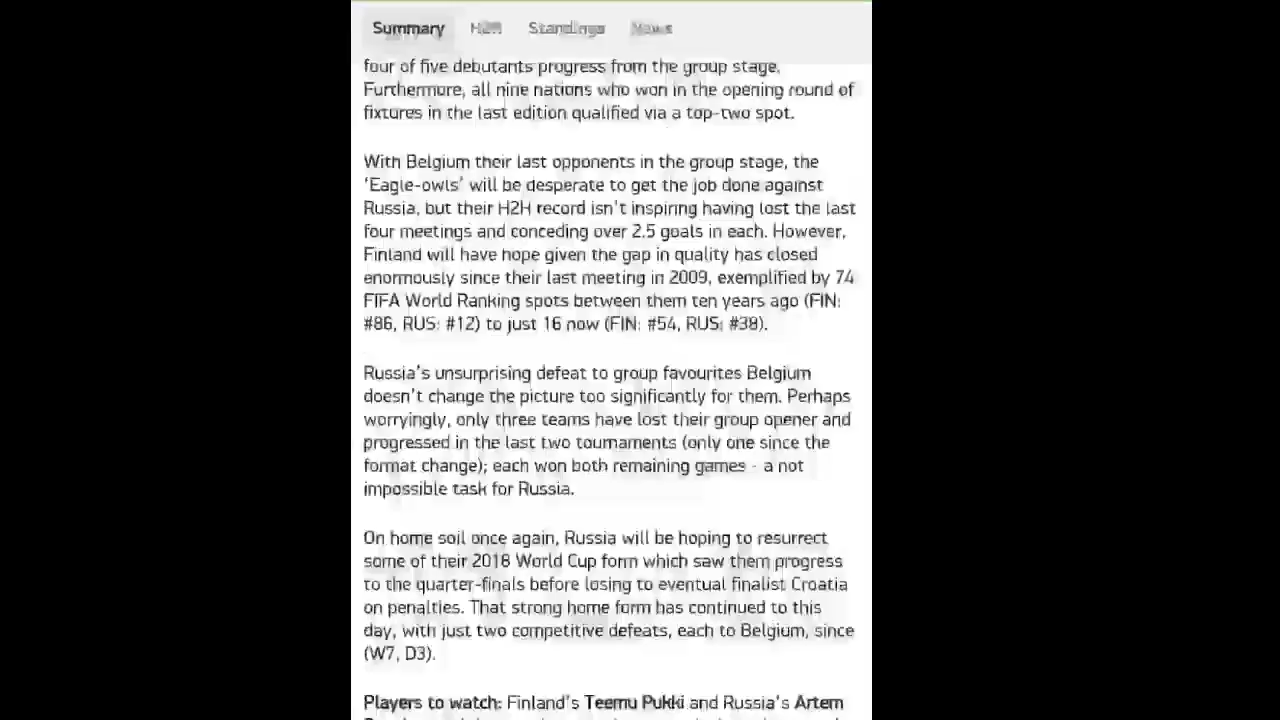 Summary H2H Standings News
four of five debutants progress from the group stage.
Furthermore, all nine nations who won in the opening round of
fixtures in the last edition qualified via a top-two spot.
With Belgium their last opponents in the group stage, the
‘Eagle-owls’ will be desperate to get the job done against
Russia, but their H2H record isn't inspiring having lost the last
four meetings and conceding over 2.5 goals in each. However,
Finland will have hope given the gap in quality has closed
enormously since their last meeting in 2009, exemplified by 74
FIFA World Ranking spots between them ten years ago (FIN:
#86, RUS: #12) to just 16 now (FIN: #54, RUS: #38).
Russia's unsurprising defeat to group favourites Belgium
doesn't change the picture too significantly for them. Perhaps
worryingly, only three teams have lost their group opener and
progressed in the last two tournaments (only one since the
format change); each won both remaining games - a not
impossible task for Russia.
On home soil once again, Russia will be hoping to resurrect
some of their 2018 World Cup form which saw them progress
to the quarter-finals before losing to eventual finalist Croatia
on penalties. That strong home form has continued to this
day, with just two competitive defeats, each to Belgium, since
(W7, D3).
Players to watch: Finland's Teemu Pukki and Russia's Artem